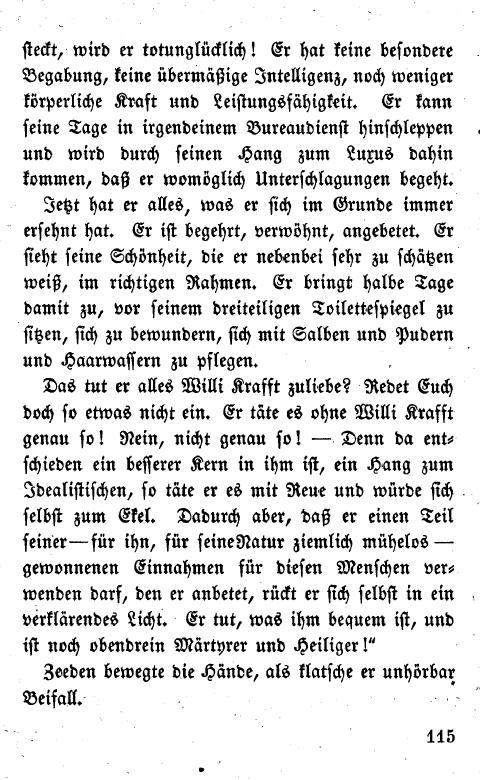 steckt, wird er totunglücklich! Er hat keine besondere
Begabung, keine übermäßige Intelligenz, noch weniger
körperliche Kraft und Leistungsfähigkeit. Er kann
seine Tage in irgendeinem Bureaudienst hinschleppen
und wird durch seinen Hang zum Luxus dahin
kommen, daß er womöglich Unterschlagungen begeht.
Jetzt hat er alles, was er sich im Grunde immer
ersehnt hat. Er ist begehrt, verwöhnt, angebetet. Er
sieht seine Schönheit, die er nebenbei sehr zu schätzen
weiß, im richtigen Rahmen. Er bringt halbe Tage
damit zu, vor seinem dreiteiligen Toilettespiegel zu
sitzen, sich zu bewundern, sich mit Salben und Pudern
und Haarwassern zu pflegen.
Das tut er alles Willi Krafft zuliebe? Redet Euch
doch so etwas nicht ein. Er täte es ohne Willi Krafft
genau so! Nein, nicht genau so! — Denn da ent-
schieden ein besserer Kern in ihm ist, ein Hang zum
Idealistischen, so täte er es mit Reue und würde sich
selbst zum Ekel. Dadurch aber, daß er einen Teil
seiner — für ihn, für seine Natur ziemlich mühelos —
gewonnenen Einnahmen für diesen Menschen ver-
wenden darf, den er anbetet, rückt er sich selbst in ein
verklärendes Licht. Er tut, was ihm bequem ist, und
ist noch obendrein Märtyrer und Heiliger!"
Zeeden bewegte die Hände, als klatsche er unhörbar
Beifall.
115